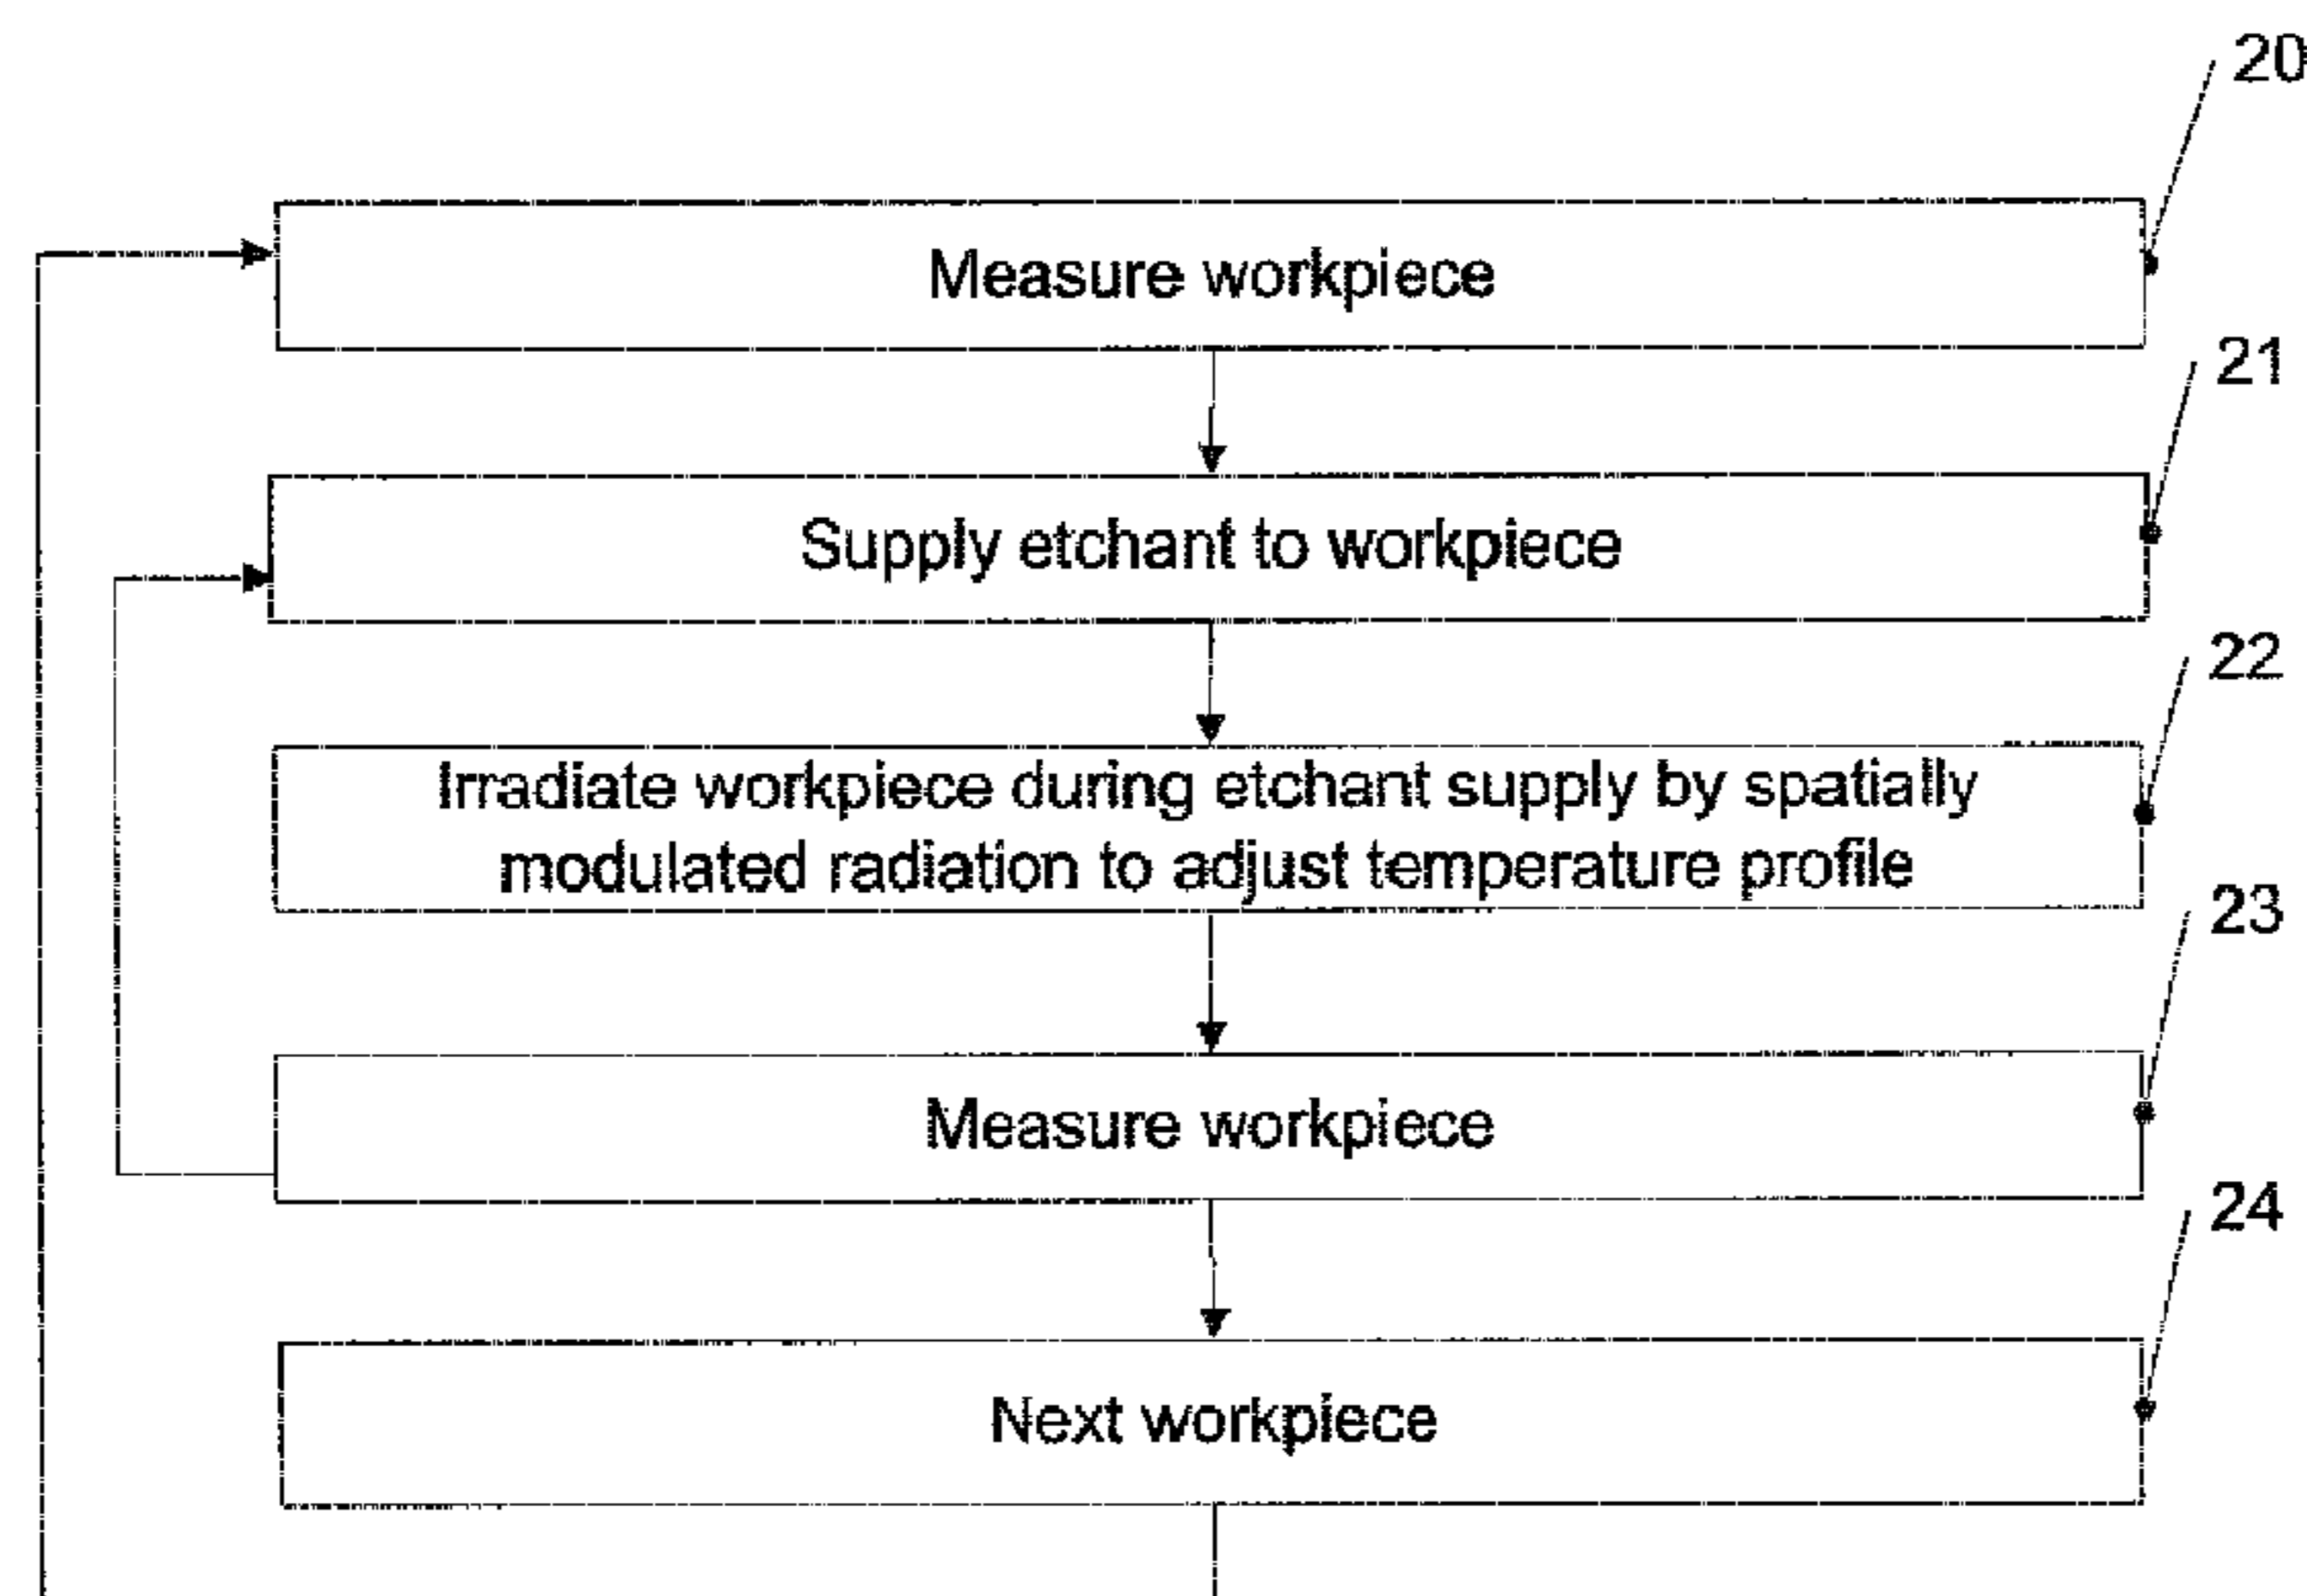 20
Measure workpiece
21
Supply etchant to workpiece
22
Irradiate workpiece during etchant supply by spatially
modulated radiation to adjust temperature profile
23
Measure workpiece
24
Next workpiece